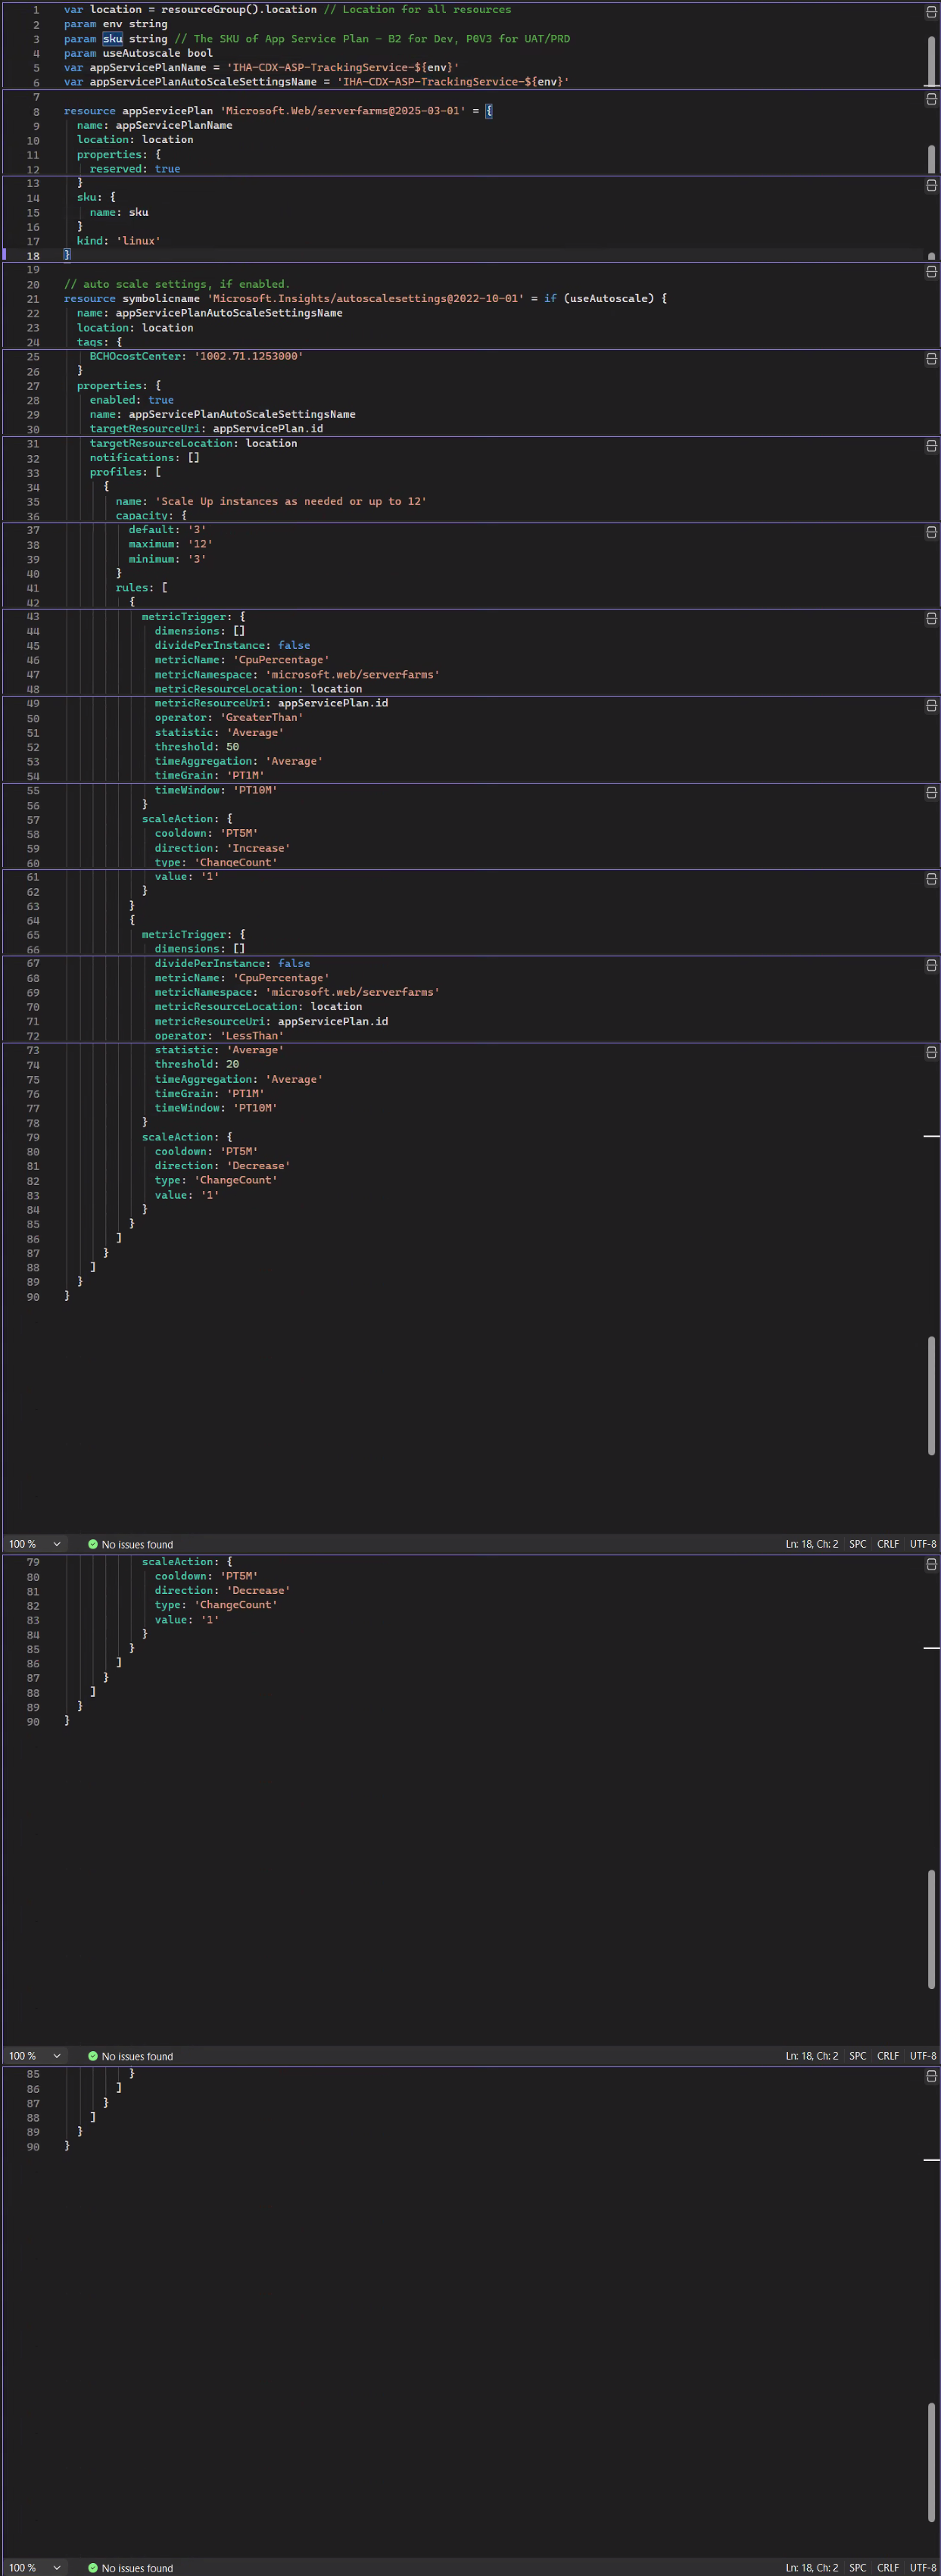 1 var location = resourceGroup().location // Location for all resources
2 param env string
3 param sku string // The SKU of App Service Plan - B2 for Dev, P0V3 for UAT/PRD
4 param useAutoscale bool
5 var appServicePlanName = 'IHA-CDX-ASP-TrackingService-${env}'
6 var appServicePlanAutoScaleSettingsName = 'IHA-CDX-ASP-TrackingService-${env}'
7
8 resource appServicePlan 'Microsoft.Web/serverfarms@2025-03-01' = {
9 name: appServicePlanName
10 location: location
11 properties: {
12 reserved: true
13 }
14 sku: {
15 name: sku
16 }
17 kind: 'linux'
18 }
19
20 // auto scale settings, if enabled.
21 resource symbolicname 'Microsoft.Insights/autoscalesettings@2022-10-01' = if (useAutoscale) {
22 name: appServicePlanAutoScaleSettingsName
23 location: location
24 tags: {
25 BCHOcostCenter: '1002.71.1253000'
26 }
27 properties: {
28 enabled: true
29 name: appServicePlanAutoScaleSettingsName
30 targetResourceUri: appServicePlan.id
31 targetResourceLocation: location
32 notifications: []
33 profiles: [
34 {
35 name: 'Scale Up instances as needed or up to 12'
36 capacity: {
37 default: '3'
38 maximum: '12'
39 minimum: '3'
40 }
41 rules: [
42 {
43 metricTrigger: {
44 dimensions: []
45 dividePerInstance: false
46 metricName: 'CpuPercentage'
47 metricNamespace: 'microsoft.web/serverfarms'
48 metricResourceLocation: location
49 metricResourceUri: appServicePlan.id
50 operator: 'GreaterThan'
51 statistic: 'Average'
52 threshold: 50
53 timeAggregation: 'Average'
54 timeGrain: 'PT1M'
55 timeWindow: 'PT10M'
56 }
57 scaleAction: {
58 cooldown: 'PT5M'
59 direction: 'Increase'
60 type: 'ChangeCount'
61 value: '1'
62 }
63 }
64 {
65 metricTrigger: {
66 dimensions: []
67 dividePerInstance: false
68 metricName: 'CpuPercentage'
69 metricNamespace: 'microsoft.web/serverfarms'
70 metricResourceLocation: location
71 metricResourceUri: appServicePlan.id
72 operator: 'LessThan'
73 statistic: 'Average'
74 threshold: 20
75 timeAggregation: 'Average'
76 timeGrain: 'PT1M'
77 timeWindow: 'PT10M'
78 }
79 scaleAction: {
80 cooldown: 'PT5M'
81 direction: 'Decrease'
82 type: 'ChangeCount'
83 value: '1'
84 }
85 }
86 ]
87 }
88 ]
89 }
90 }
100 % No issues found Ln: 18, Ch: 2 SPC CRLF UTF-8
79 scaleAction: {
80 cooldown: 'PT5M'
81 direction: 'Decrease'
82 type: 'ChangeCount'
83 value: '1'
84 }
85 }
86 ]
87 }
88 ]
89 }
90 }
100 % No issues found Ln: 18, Ch: 2 SPC CRLF UTF-8
85 }
86 ]
87 }
88 ]
89 }
90 }
100 % No issues found Ln: 18, Ch: 2 SPC CRLF UTF-8